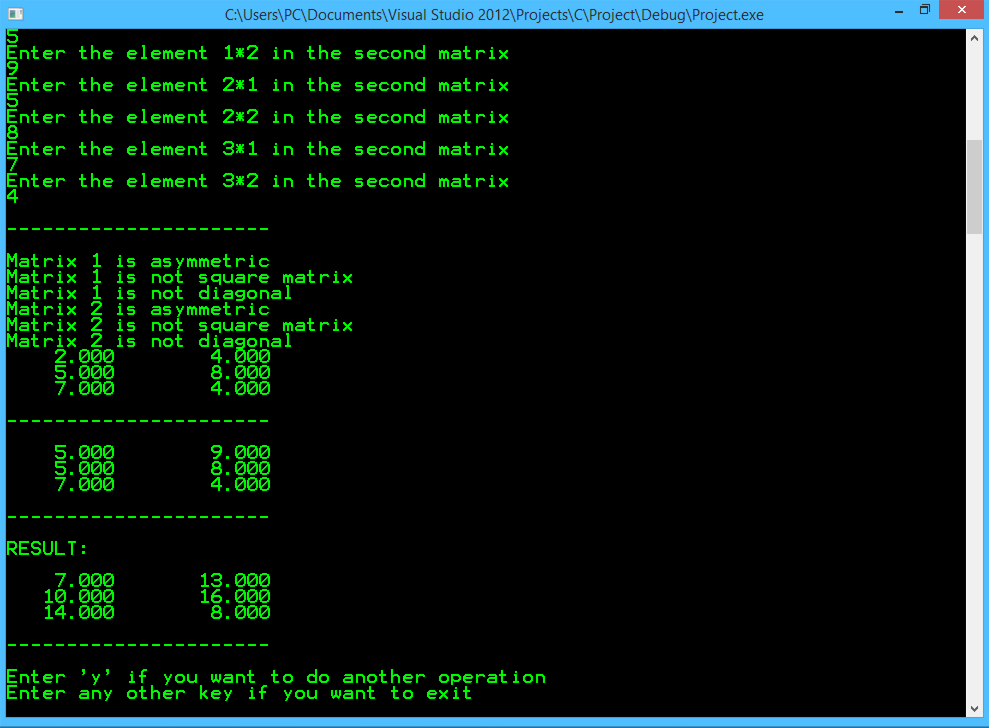 C:\Users\PC\Documents\Visual Studio 2012\Projects\C\Project\Debug\Project.exe
5
Enter the element 1*2 in the second matrix
9
Enter the element 2*1 in the second matrix
5
Enter the element 2*2 in the second matrix
8
Enter the element 3*1 in the second matrix
7
Enter the element 3*2 in the second matrix
4
----------------------
Matrix 1 is asymmetric
Matrix 1 is not square matrix
Matrix 1 is not diagonal
Matrix 2 is asymmetric
Matrix 2 is not square matrix
Matrix 2 is not diagonal
    2.000        4.000
    5.000        8.000
    7.000        4.000
----------------------
    5.000        9.000
    5.000        8.000
    7.000        4.000
----------------------
RESULT:
    7.000       13.000
   10.000       16.000
   14.000        8.000
----------------------
Enter 'y' if you want to do another operation
Enter any other key if you want to exit